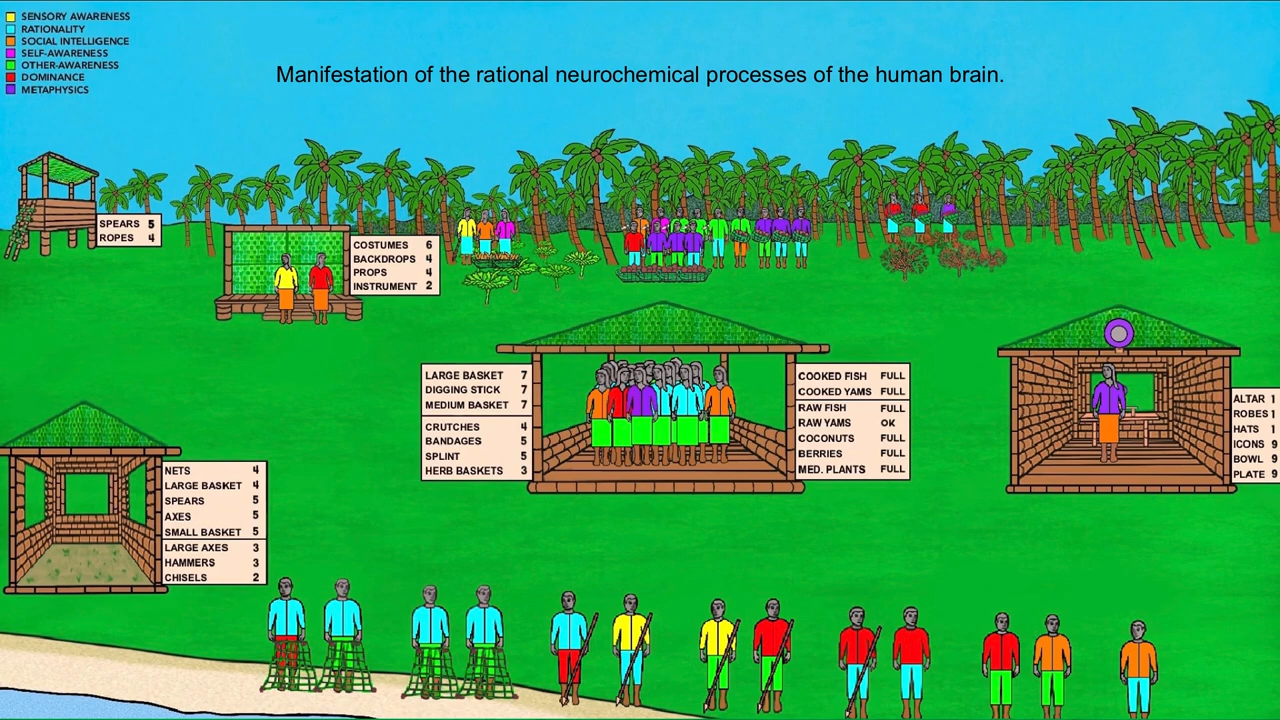 SENSORY AWARENESS
RATIONALITY
SOCIAL INTELLIGENCE
SELF-AWARENESS
OTHER-AWARENESS
DOMINANCE
METAPHYSICS
Manifestation of the rational neurochemical processes of the human brain.
SPEARS 5
ROPES 4
COSTUMES 6
BACKDROPS 4
PROPS 4
INSTRUMENT 2
LARGE BASKET 7
DIGGING STICK 7
MEDIUM BASKET 7
CRUTCHES 4
BANDAGES 5
SPLINT 5
HERB BASKETS 3
COOKED FISH FULL
COOKED YAMS FULL
RAW FISH FULL
RAW YAMS OK
COCONUTS FULL
BERRIES FULL
MED. PLANTS FULL
ALTAR 1
ROBES 1
HATS 1
ICONS 9
BOWL 9
PLATE 9
NETS 4
LARGE BASKET 4
SPEARS 5
AXES 5
SMALL BASKET 5
LARGE AXES 3
HAMMERS 3
CHISELS 2